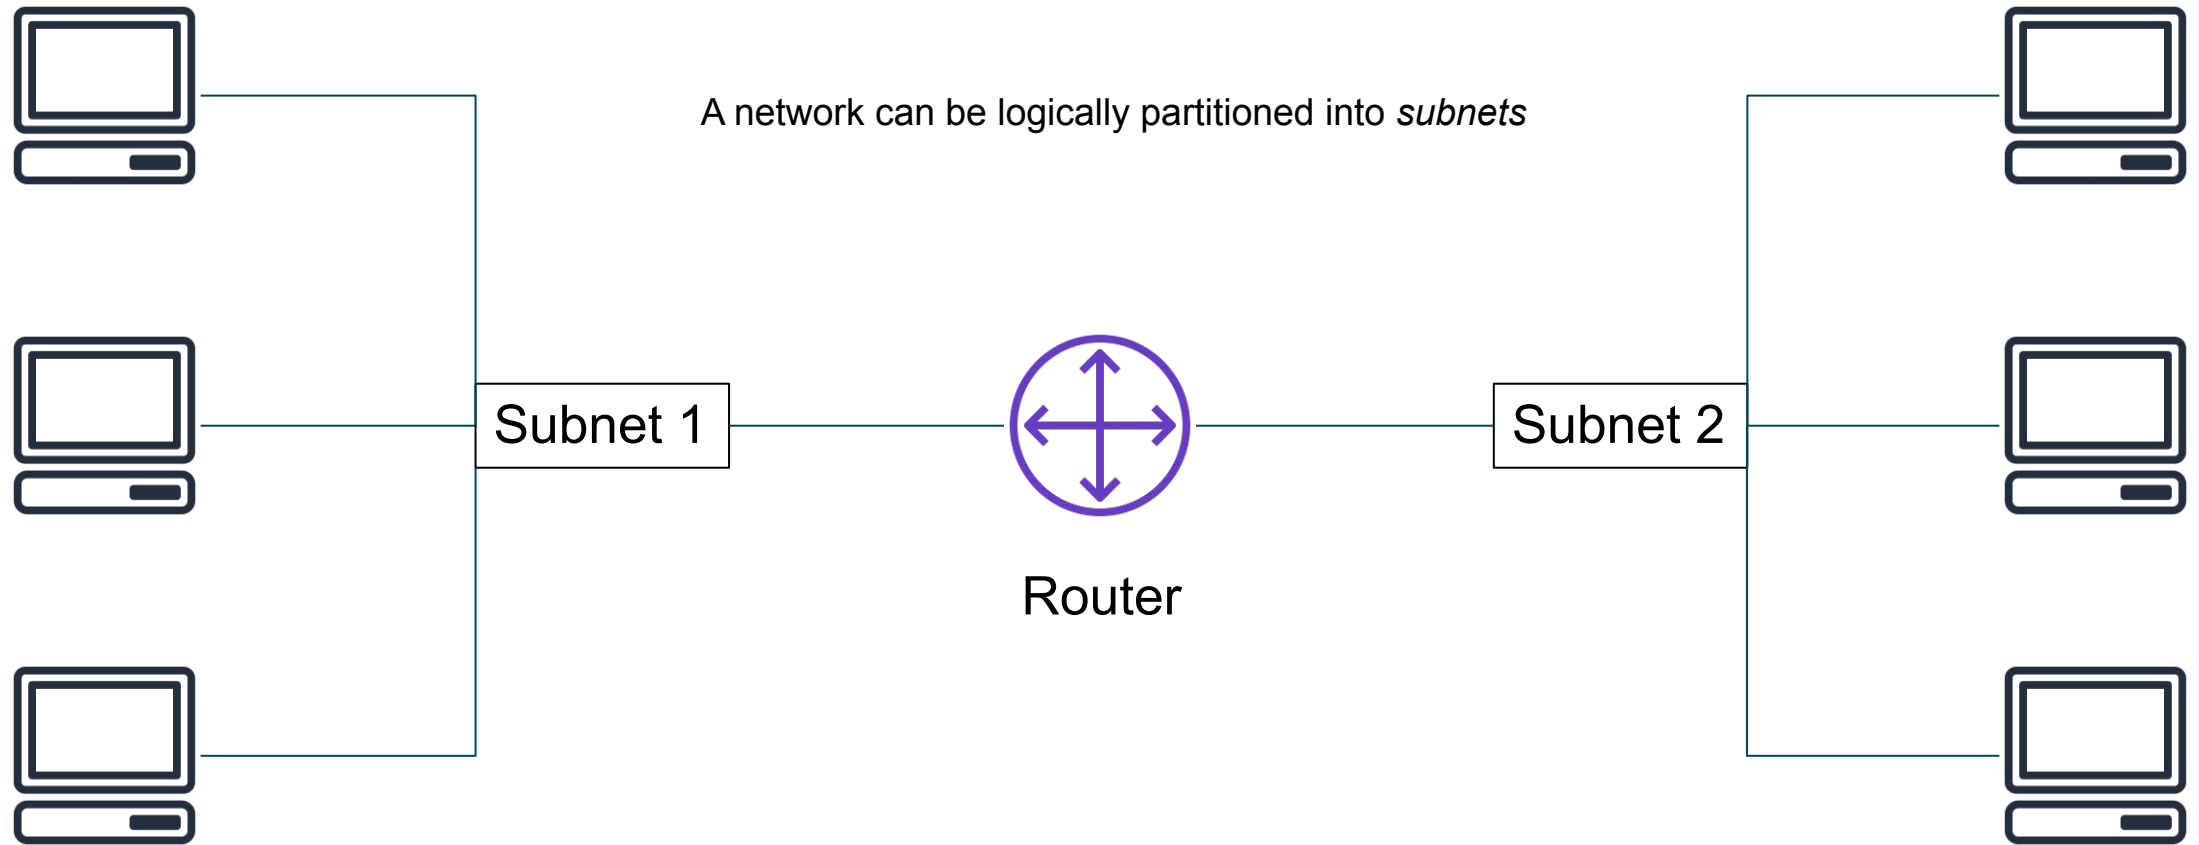 A network can be logically partitioned into subnets
Subnet 1
Subnet 2
Router